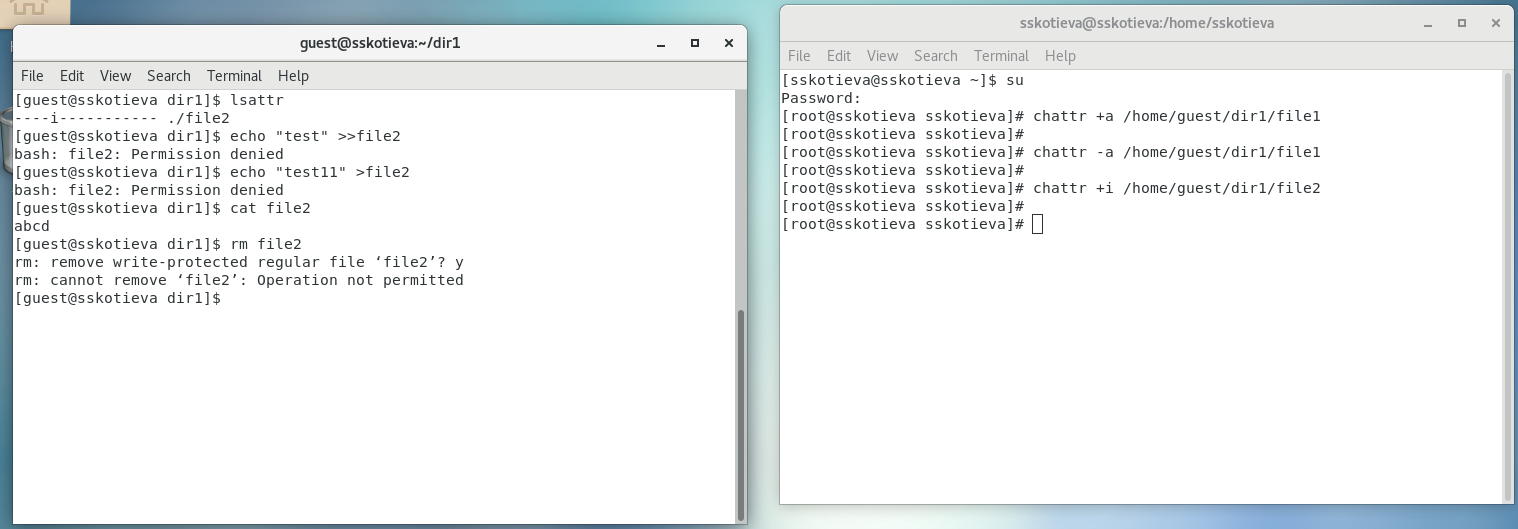 guest@sskotieva:~/dir1
File Edit View Search Terminal Help
[guest@sskotieva dir1]$ lsattr
----i----------- ./file2
[guest@sskotieva dir1]$ echo "test" >>file2
bash: file2: Permission denied
[guest@sskotieva dir1]$ echo "test11" >file2
bash: file2: Permission denied
[guest@sskotieva dir1]$ cat file2
abcd
[guest@sskotieva dir1]$ rm file2
rm: remove write-protected regular file ‘file2’? y
rm: cannot remove ‘file2’: Operation not permitted
[guest@sskotieva dir1]$
sskotieva@sskotieva:/home/sskotieva
File Edit View Search Terminal Help
[sskotieva@sskotieva ~]$ su
Password:
[root@sskotieva sskotieva]# chattr +a /home/guest/dir1/file1
[root@sskotieva sskotieva]#
[root@sskotieva sskotieva]# chattr -a /home/guest/dir1/file1
[root@sskotieva sskotieva]#
[root@sskotieva sskotieva]# chattr +i /home/guest/dir1/file2
[root@sskotieva sskotieva]#
[root@sskotieva sskotieva]#